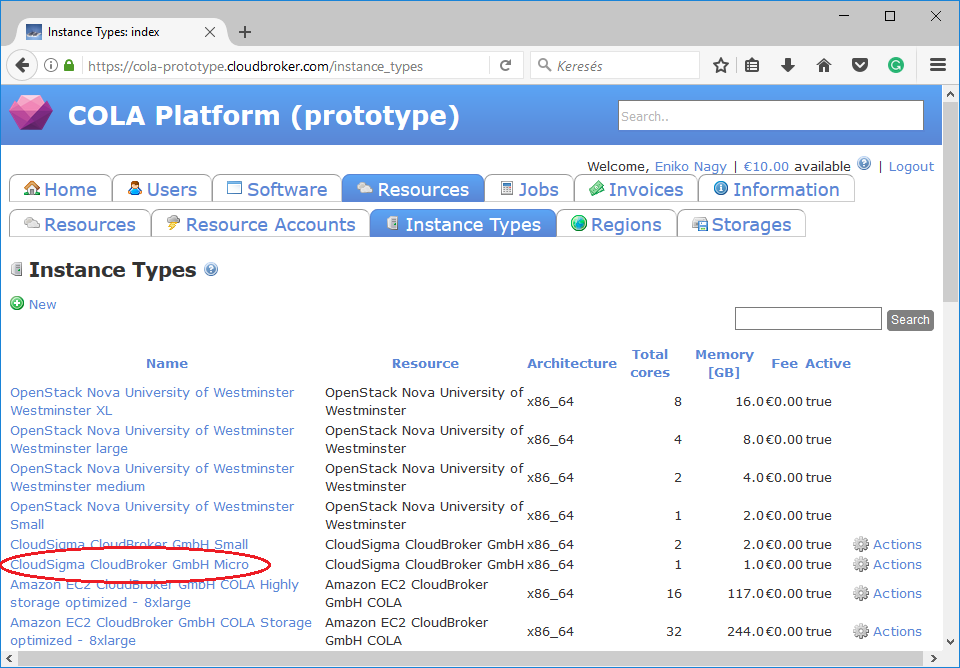 Instance Types: index
https://cola-prototype.cloudbroker.com/instance_types
Keresés
COLA Platform (prototype)
Search..
Welcome, Eniko Nagy | €10.00 available | Logout
Home Users Software Resources Jobs Invoices Information
Resources Resource Accounts Instance Types Regions Storages
Instance Types
New
Search
Name Resource Architecture Total cores Memory [GB] Fee Active
OpenStack Nova University of Westminster Westminster XL OpenStack Nova University of Westminster x86_64 8 16.0 €0.00 true
OpenStack Nova University of Westminster Westminster large OpenStack Nova University of Westminster x86_64 4 8.0 €0.00 true
OpenStack Nova University of Westminster Westminster medium OpenStack Nova University of Westminster x86_64 2 4.0 €0.00 true
OpenStack Nova University of Westminster Small OpenStack Nova University of Westminster x86_64 1 2.0 €0.00 true
CloudSigma CloudBroker GmbH Small CloudSigma CloudBroker GmbH x86_64 2 2.0 €0.00 true Actions
CloudSigma CloudBroker GmbH Micro CloudSigma CloudBroker GmbH x86_64 1 1.0 €0.00 true Actions
Amazon EC2 CloudBroker GmbH COLA Highly storage optimized - 8xlarge Amazon EC2 CloudBroker GmbH COLA x86_64 16 117.0 €0.00 true Actions
Amazon EC2 CloudBroker GmbH COLA Storage optimized - 8xlarge Amazon EC2 CloudBroker GmbH COLA x86_64 32 244.0 €0.00 true Actions